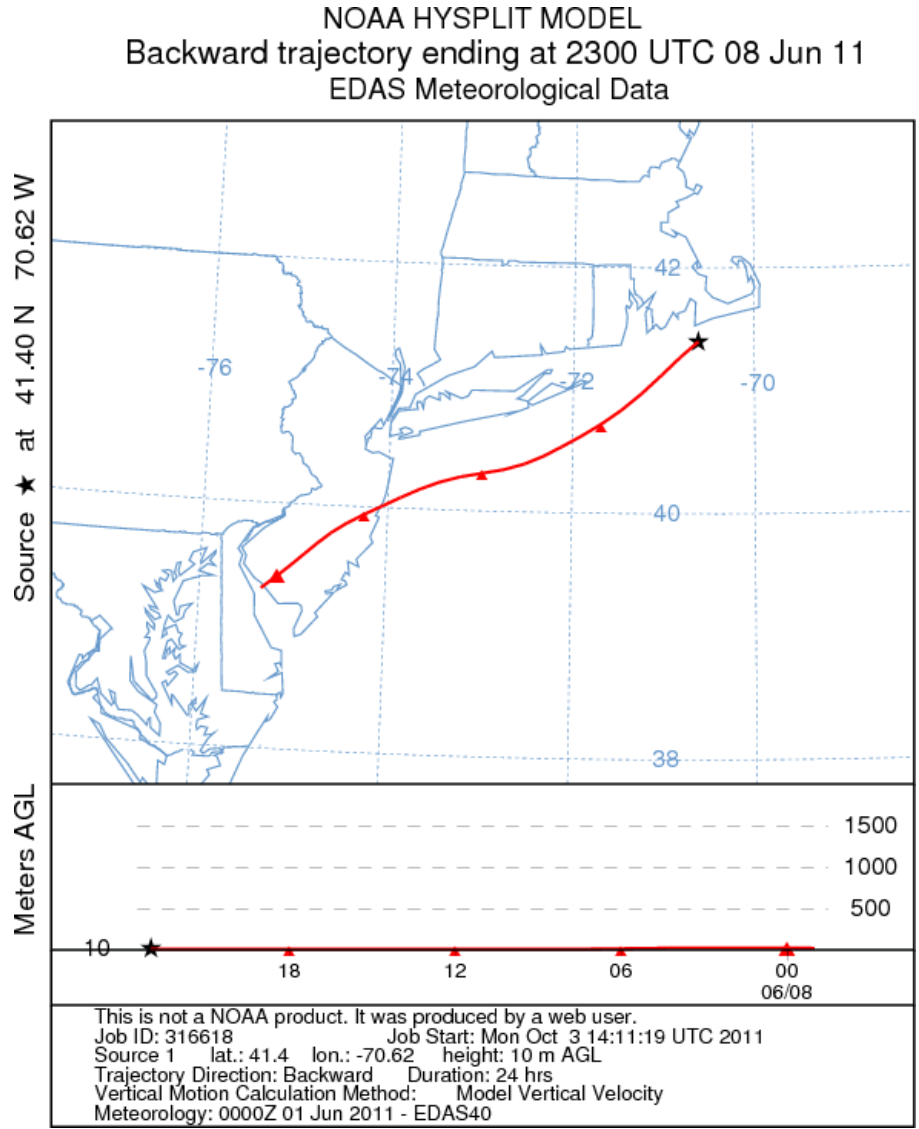 NOAA HYSPLIT MODEL
Backward trajectory ending at 2300 UTC 08 Jun 11
EDAS Meteorological Data
Source ★ at 41.40 N 70.62 W
42
-76
-74
-72
-70
40
38
Meters AGL
1500
1000
500
10
18 12 06 00
06/08
This is not a NOAA product. It was produced by a web user.
Job ID: 316618 Job Start: Mon Oct 3 14:11:19 UTC 2011
Source 1 lat.: 41.4 lon.: -70.62 height: 10 m AGL
Trajectory Direction: Backward Duration: 24 hrs
Vertical Motion Calculation Method: Model Vertical Velocity
Meteorology: 0000Z 01 Jun 2011 - EDAS40